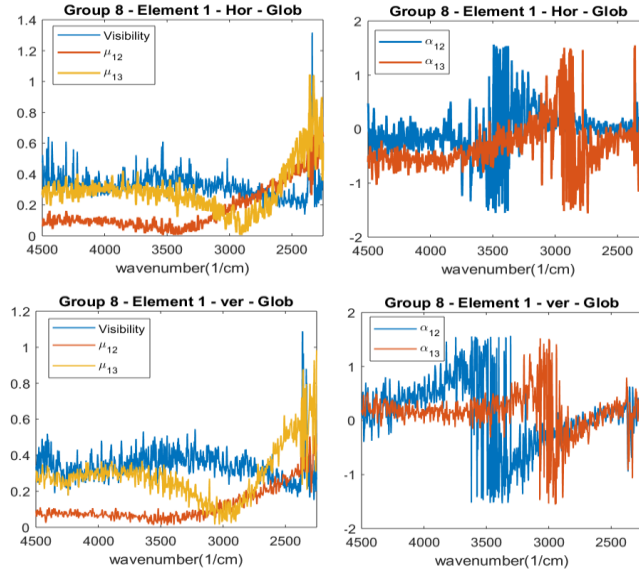 Group 8 - Element 1 - Hor - Glob
1.4
1.2
1
0.8
0.6
0.4
0.2
0
Visibility
μ12
μ13
4500 4000 3500 3000 2500
wavenumber(1/cm)
Group 8 - Element 1 - Hor - Glob
2
1
0
-1
-2
α12
α13
4500 4000 3500 3000 2500
wavenumber(1/cm)
Group 8 - Element 1 - ver - Glob
1.2
1
0.8
0.6
0.4
0.2
0
Visibility
μ12
μ13
4500 4000 3500 3000 2500
wavenumber(1/cm)
Group 8 - Element 1 - ver - Glob
2
1
0
-1
-2
α12
α13
4500 4000 3500 3000 2500
wavenumber(1/cm)